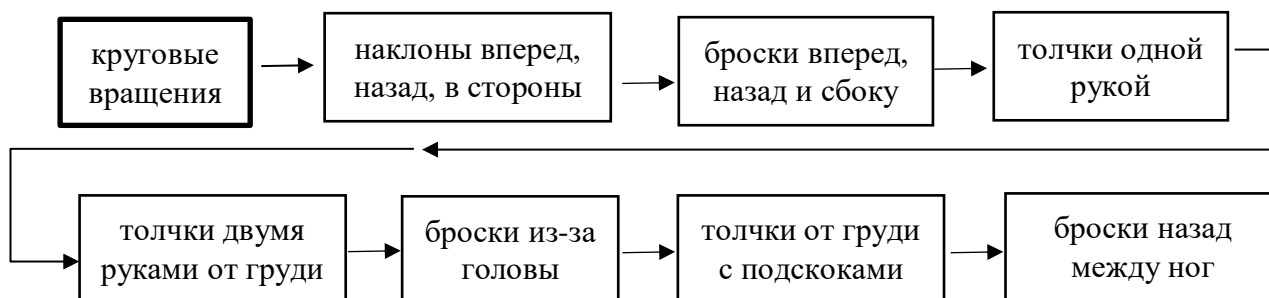 круговые
вращения
наклоны вперед,
назад, в стороны
броски вперед,
назад и сбоку
толчки одной
рукой
толчки двумя
руками от груди
броски из-за
головы
толчки от груди
с подскоками
броски назад
между ног